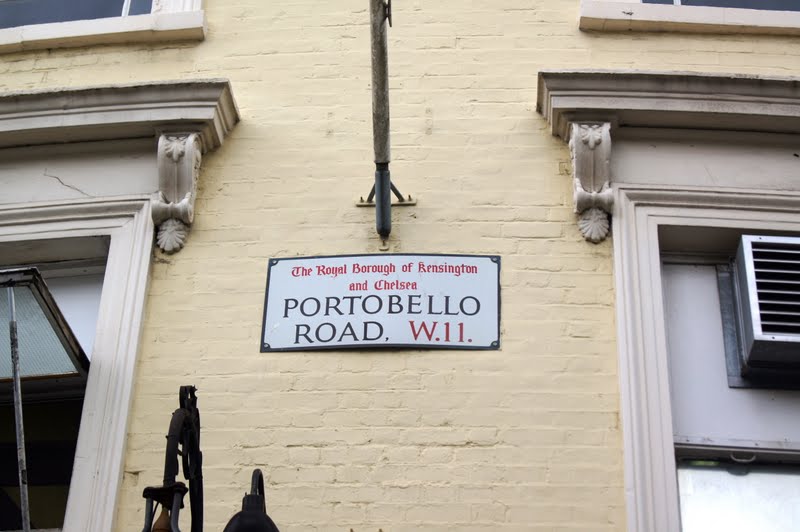 The Royal Borough of Kensington
and Chelsea
PORTOBELLO
ROAD, W.11.